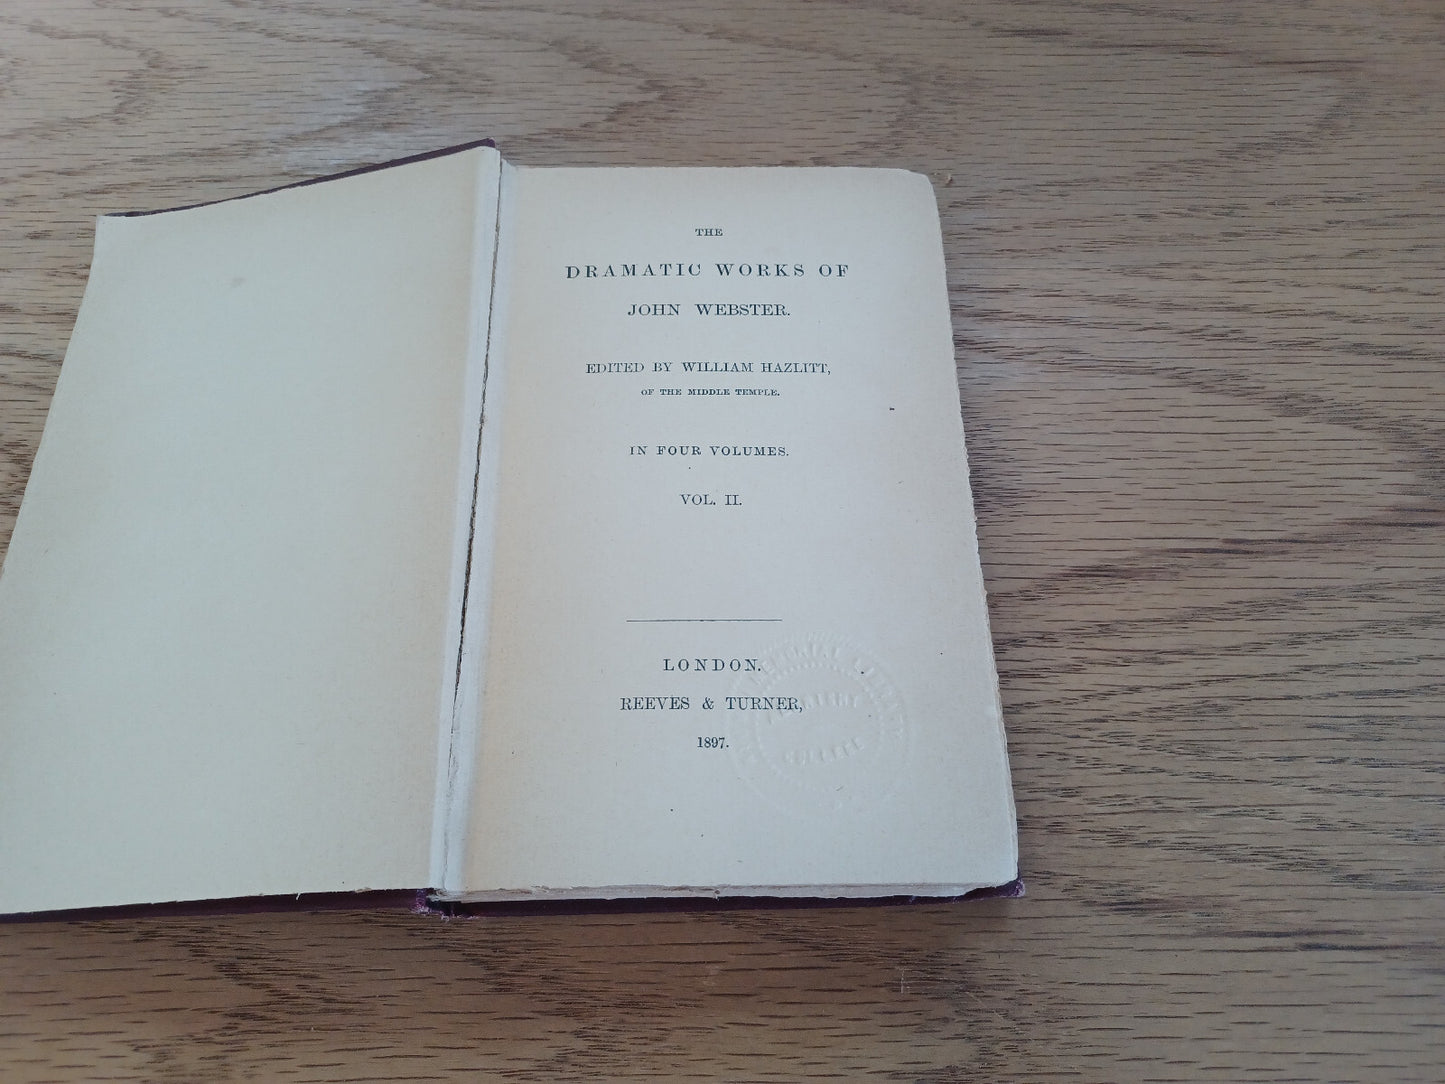 THE
DRAMATIC WORKS OF
JOHN WEBSTER.
EDITED BY WILLIAM HAZLITT,
OF THE MIDDLE TEMPLE.
IN FOUR VOLUMES.
VOL. II.
LONDON.
REEVES & TURNER,
1897.
COLLEGE